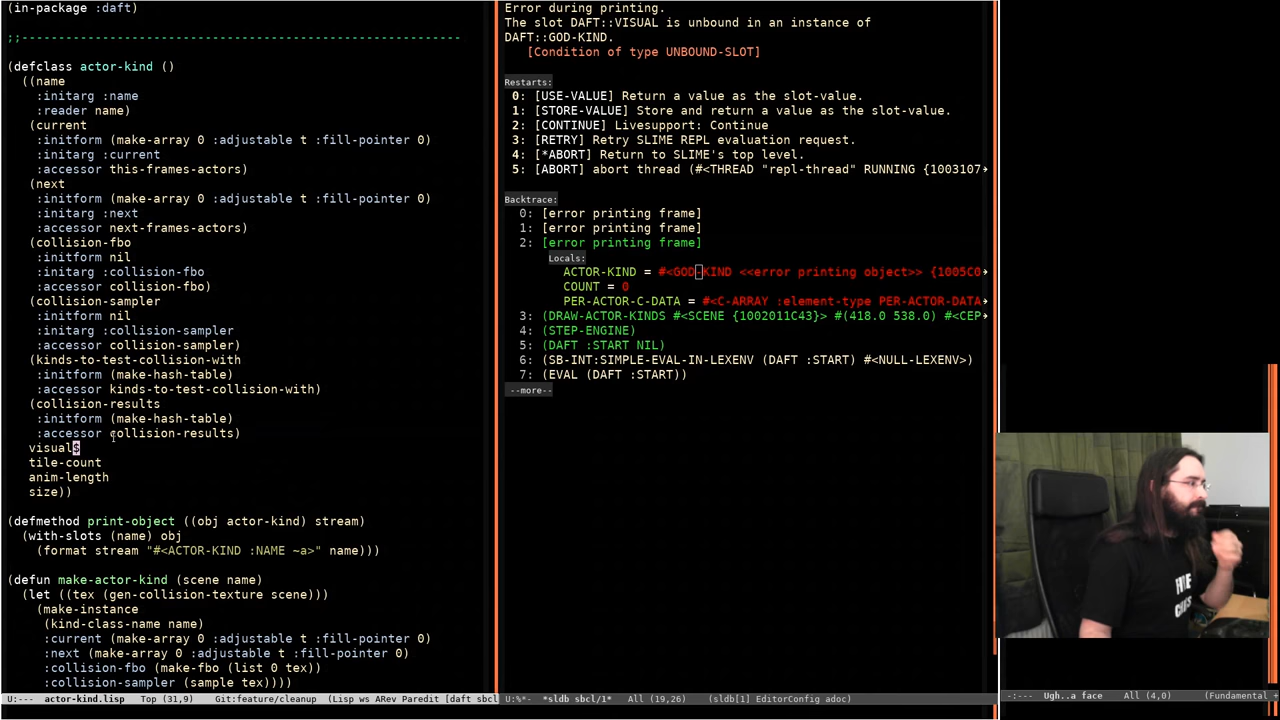 (in-package :daft)
;;------------------------------------------------------------
(defclass actor-kind ()
((name
:initarg :name
:reader name)
(current
:initform (make-array 0 :adjustable t :fill-pointer 0)
:initarg :current
:accessor this-frames-actors)
(next
:initform (make-array 0 :adjustable t :fill-pointer 0)
:initarg :next
:accessor next-frames-actors)
(collision-fbo
:initform nil
:initarg :collision-fbo
:accessor collision-fbo)
(collision-sampler
:initform nil
:initarg :collision-sampler
:accessor collision-sampler)
(kinds-to-test-collision-with
:initform (make-hash-table)
:accessor kinds-to-test-collision-with)
(collision-results
:initform (make-hash-table)
:accessor collision-results)
visual$
tile-count
anim-length
size))
(defmethod print-object ((obj actor-kind) stream)
(with-slots (name) obj
(format stream "#<ACTOR-KIND :NAME ~a>" name)))
(defun make-actor-kind (scene name)
(let ((tex (gen-collision-texture scene)))
(make-instance
(kind-class-name name)
:current (make-array 0 :adjustable t :fill-pointer 0)
:next (make-array 0 :adjustable t :fill-pointer 0)
:collision-fbo (make-fbo (list 0 tex))
:collision-sampler (sample tex))))
U:--- actor-kind.lisp Top (31,9) Git:feature/cleanup (Lisp ws ARev Paredit [daft sbcl
Error during printing.
The slot DAFT::VISUAL is unbound in an instance of
DAFT::GOD-KIND.
[Condition of type UNBOUND-SLOT]
Restarts:
0: [USE-VALUE] Return a value as the slot-value.
1: [STORE-VALUE] Store and return a value as the slot-value.
2: [CONTINUE] Livesupport: Continue
3: [RETRY] Retry SLIME REPL evaluation request.
4: [*ABORT] Return to SLIME's top level.
5: [ABORT] abort thread (#<THREAD "repl-thread" RUNNING {1003107→
Backtrace:
0: [error printing frame]
1: [error printing frame]
2: [error printing frame]
Locals:
ACTOR-KIND = #<GOD-KIND <<error printing object>> {1005C0→
COUNT = 0
PER-ACTOR-C-DATA = #<C-ARRAY :element-type PER-ACTOR-DATA→
3: (DRAW-ACTOR-KINDS #<SCENE {1002011C43}> #(418.0 538.0) #<CEP→
4: (STEP-ENGINE)
5: (DAFT :START NIL)
6: (SB-INT:SIMPLE-EVAL-IN-LEXENV (DAFT :START) #<NULL-LEXENV>)
7: (EVAL (DAFT :START))
--more--
U:%*- *sldb sbcl/1* All (19,26) (sldb[1] EditorConfig adoc)
-:--- Ugh..a face All (4,0) (Fundamental +